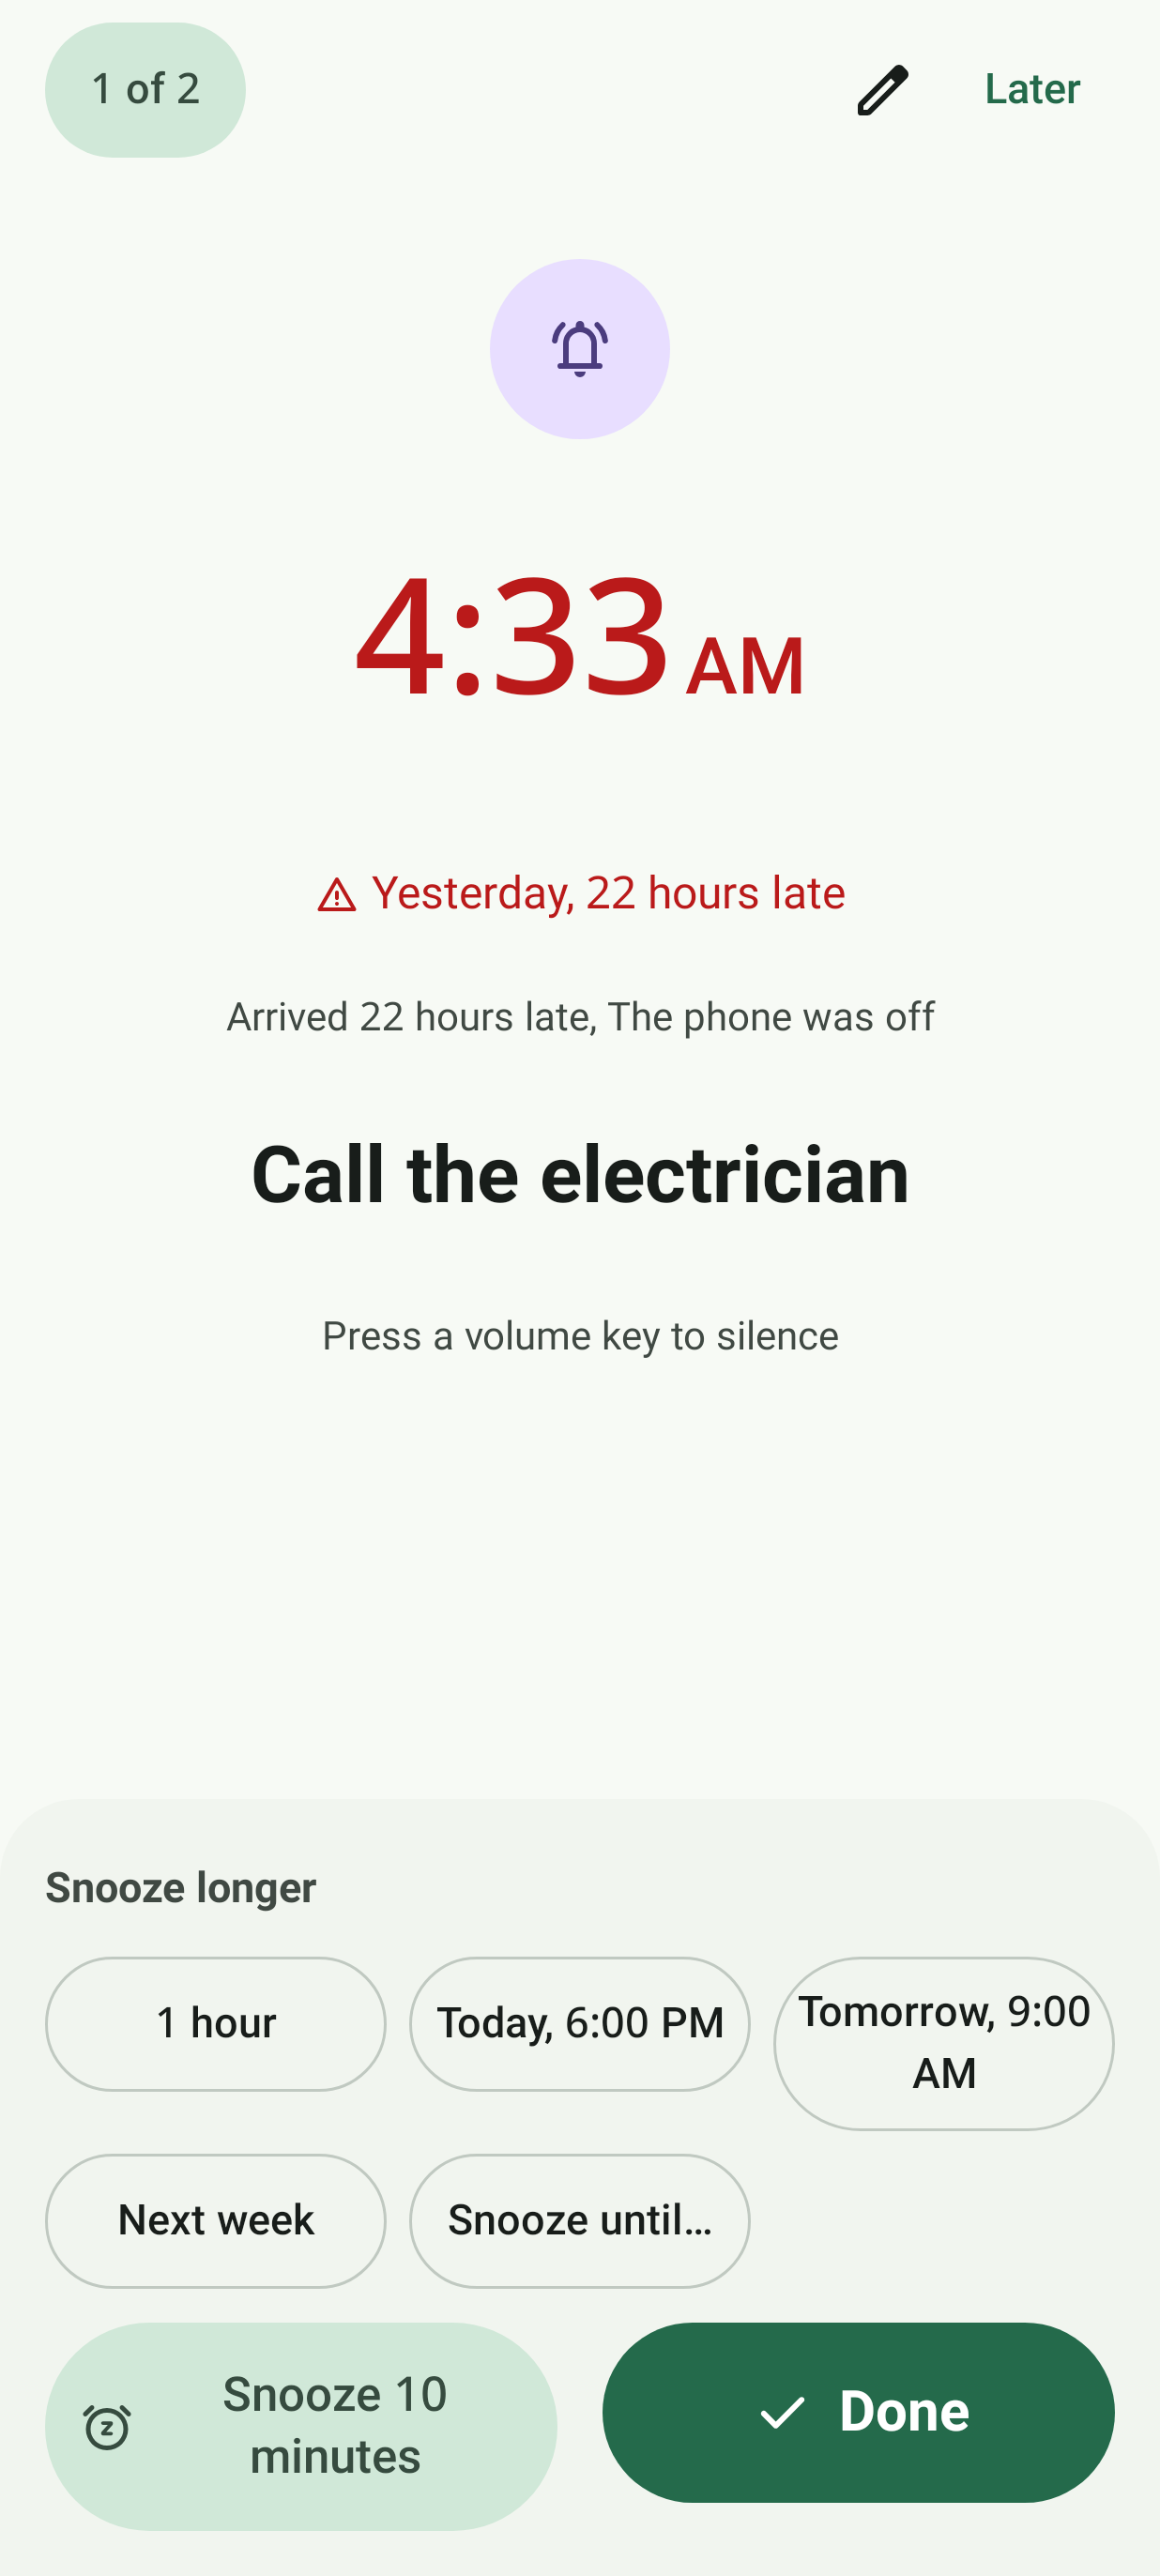 1 of 2
Later
4:33 AM
Yesterday, 22 hours late
Arrived 22 hours late, The phone was off
Call the electrician
Press a volume key to silence
Snooze longer
1 hour
Today, 6:00 PM
Tomorrow, 9:00
AM
Next week
Snooze until…
Snooze 10
minutes
Done